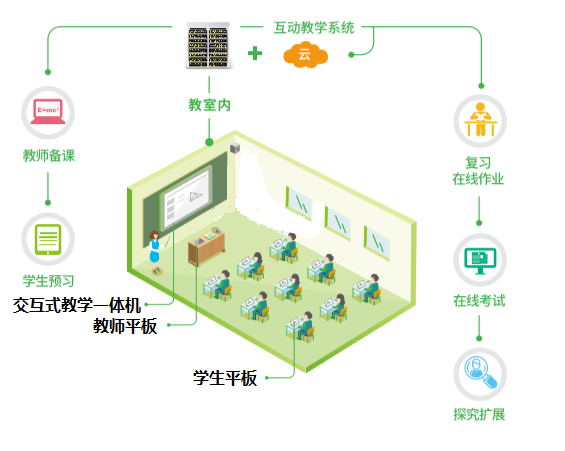 互动教学系统
云
教室内
E=mc²
教师备课
学生预习
交互式教学一体机
教师平板
学生平板
复习
在线作业
在线考试
探究扩展